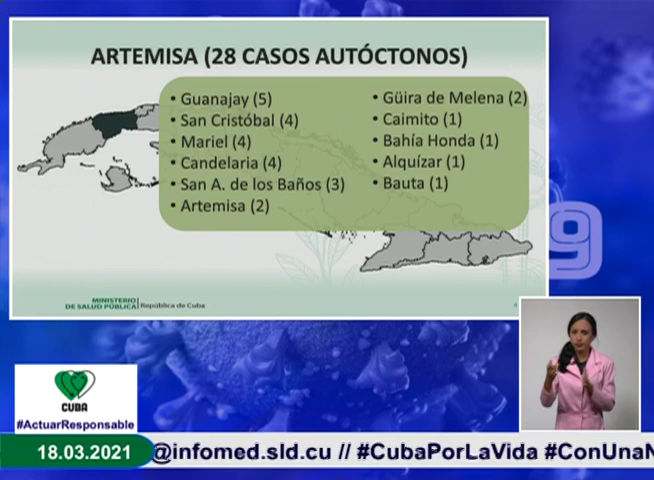 ARTEMISA (28 CASOS AUTÓCTONOS)
• Guanajay (5)
• San Cristóbal (4)
• Mariel (4)
• Candelaria (4)
• San A. de los Baños (3)
• Artemisa (2)
• Güira de Melena (2)
• Caimito (1)
• Bahía Honda (1)
• Alquízar (1)
• Bauta (1)
9
MINISTERIO
DE SALUD PÚBLICA República de Cuba
CUBA
#ActuarResponsable
18.03.2021 @infomed.sld.cu // #CubaPorLaVida #ConUnaN